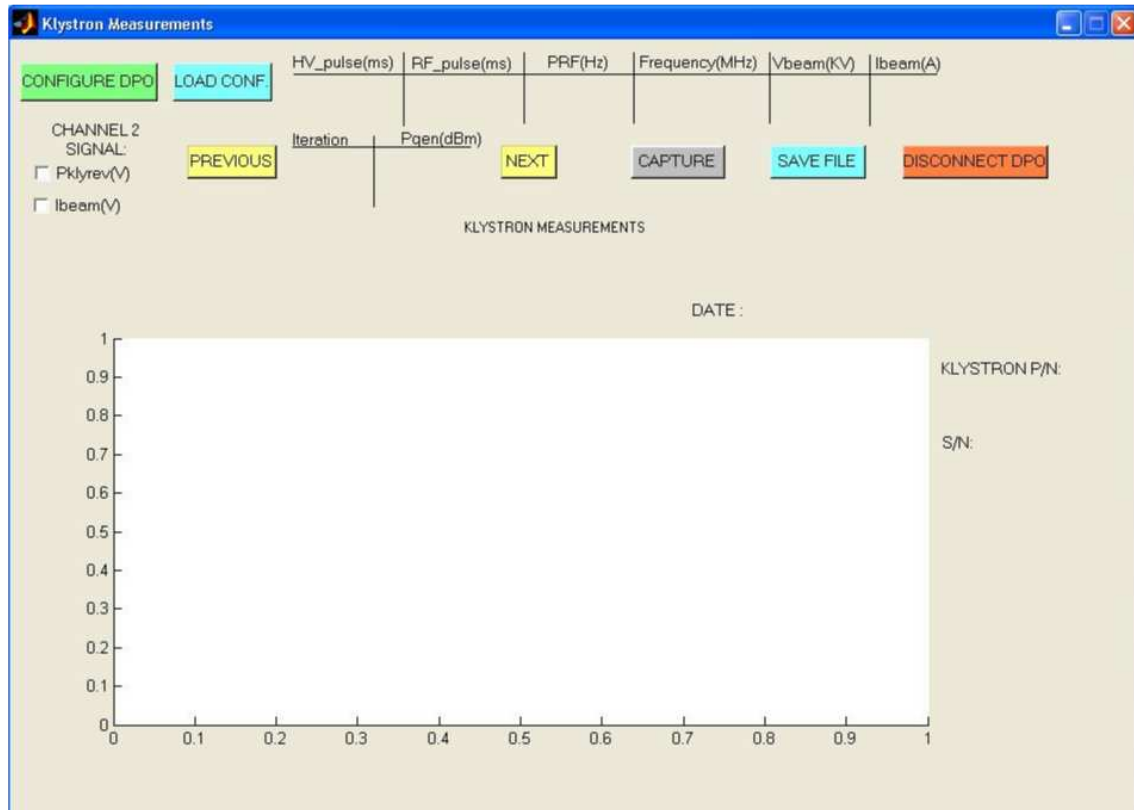 Klystron Measurements
HV_pulse(ms) RF_pulse(ms) PRF(Hz) Frequency(MHz) Vbeam(KV) Ibeam(A)
CONFIGURE DPO LOAD CONF.
CHANNEL 2
SIGNAL:
Iteration Pgen(dBm)
PREVIOUS NEXT CAPTURE SAVE FILE DISCONNECT DPO
Pklyrev(V)
Ibeam(V)
KLYSTRON MEASUREMENTS
DATE :
1
KLYSTRON P/N:
0.9
0.8
S/N:
0.7
0.6
0.5
0.4
0.3
0.2
0.1
0
0 0.1 0.2 0.3 0.4 0.5 0.6 0.7 0.8 0.9 1